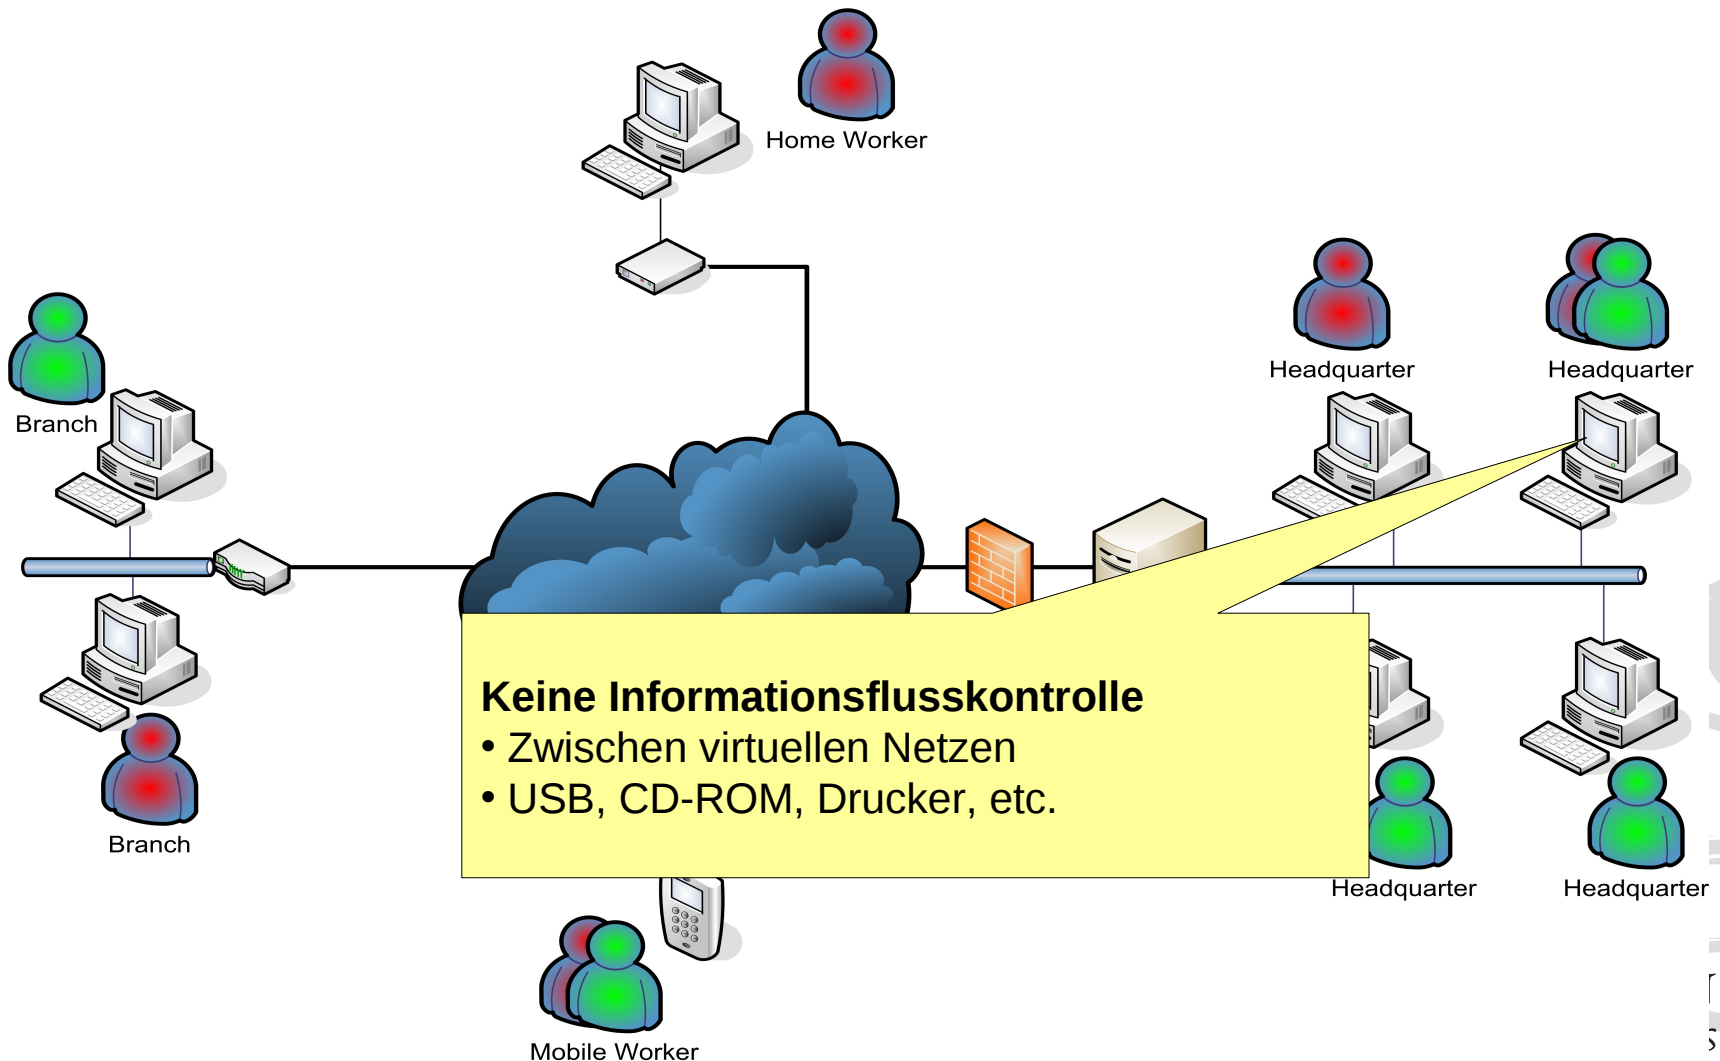 Home Worker
Headquarter
Headquarter
Branch
Keine Informationsflusskontrolle
• Zwischen virtuellen Netzen
• USB, CD-ROM, Drucker, etc.
Branch
Headquarter
Headquarter
Mobile Worker